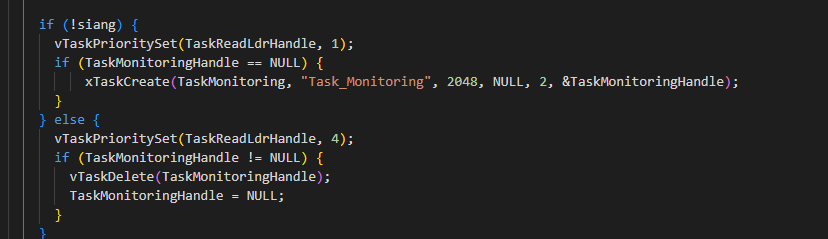 if (!siang) {
vTaskPrioritySet(TaskReadLdrHandle, 1);
if (TaskMonitoringHandle == NULL) {
xTaskCreate(TaskMonitoring, "Task_Monitoring", 2048, NULL, 2, &TaskMonitoringHandle);
}
} else {
vTaskPrioritySet(TaskReadLdrHandle, 4);
if (TaskMonitoringHandle != NULL) {
vTaskDelete(TaskMonitoringHandle);
TaskMonitoringHandle = NULL;
}
}